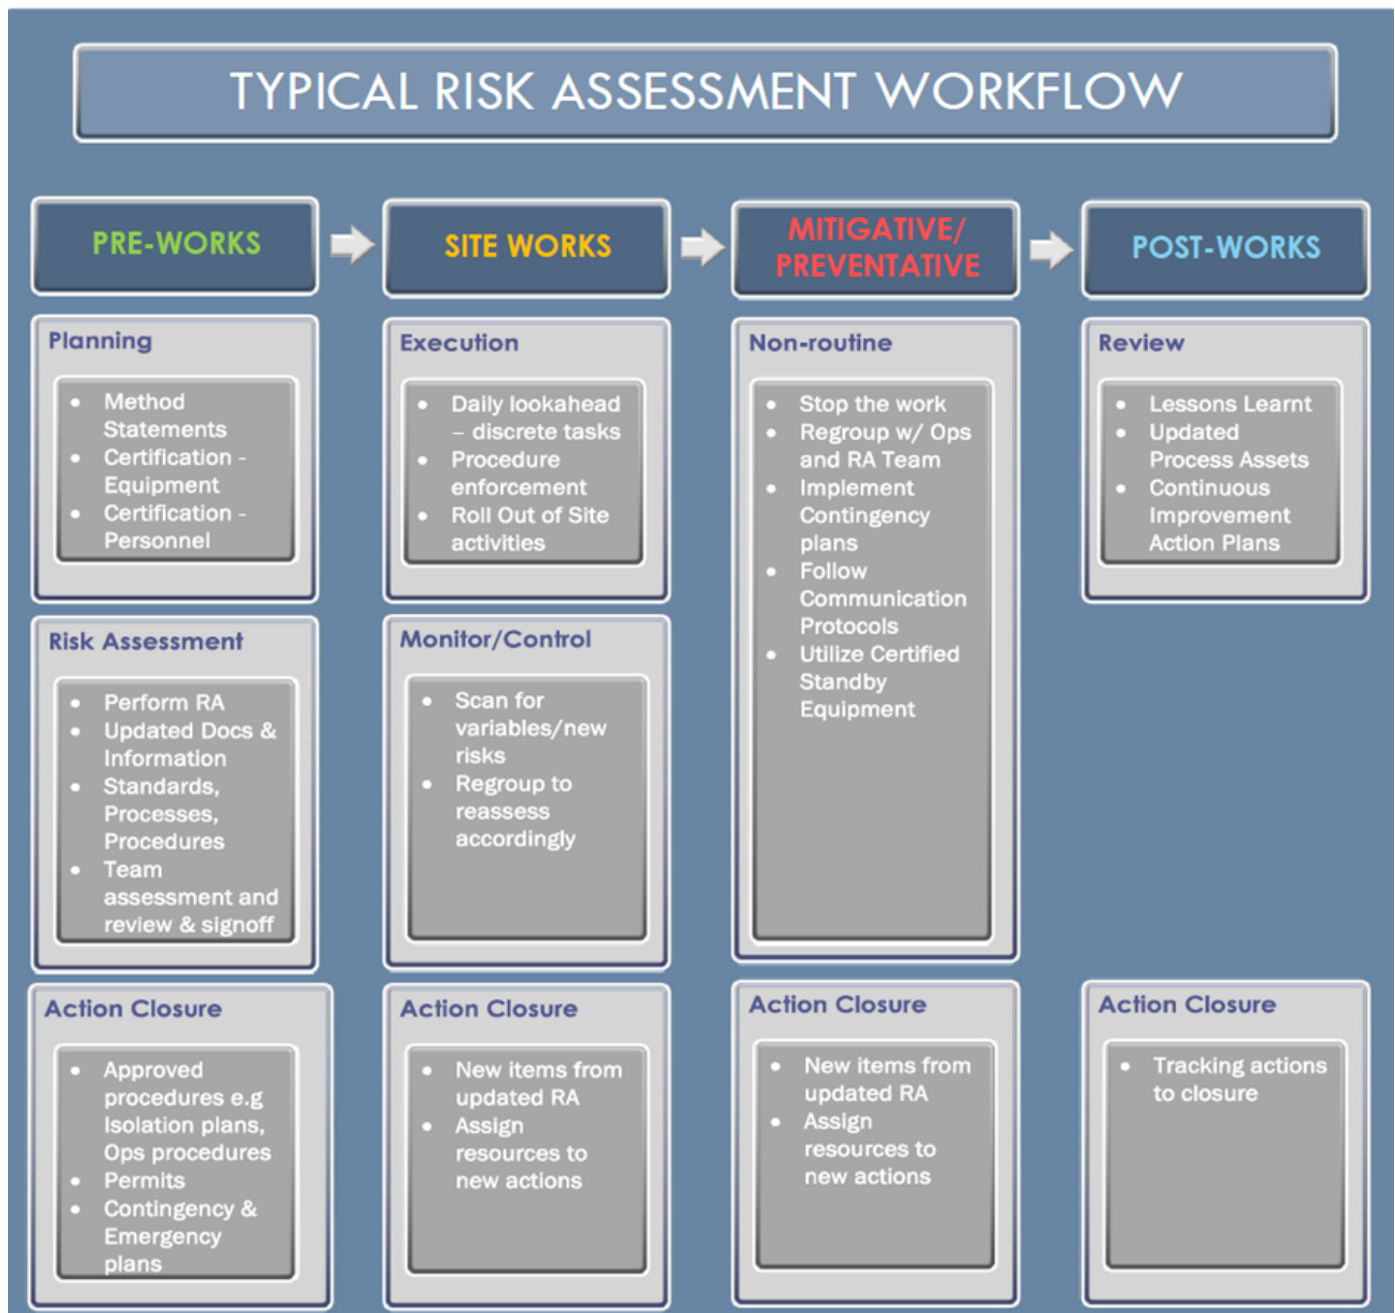 TYPICAL RISK ASSESSMENT WORKFLOW
PRE-WORKS
Planning
• Method
Statements
• Certification -
Equipment
• Certification -
Personnel
Risk Assessment
• Perform RA
• Updated Docs &
Information
• Standards,
Processes,
Procedures
• Team
assessment and
review & signoff
Action Closure
• Approved
procedures e.g
Isolation plans,
Ops procedures
• Permits
• Contingency &
Emergency
plans
SITE WORKS
Execution
• Daily lookahead
– discrete tasks
• Procedure
enforcement
• Roll Out of Site
activities
Monitor/Control
• Scan for
variables/new
risks
• Regroup to
reassess
accordingly
Action Closure
• New items from
updated RA
• Assign
resources to
new actions
MITIGATIVE/
PREVENTATIVE
Non-routine
• Stop the work
• Regroup w/ Ops
and RA Team
• Implement
Contingency
plans
• Follow
Communication
Protocols
• Utilize Certified
Standby
Equipment
Action Closure
• New items from
updated RA
• Assign
resources to
new actions
POST-WORKS
Review
• Lessons Learnt
• Updated
Process Assets
• Continuous
Improvement
Action Plans
Action Closure
• Tracking actions
to closure